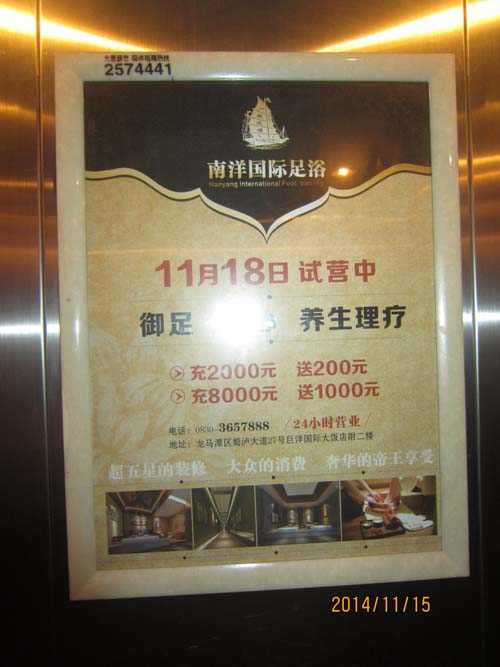 2574441
南洋国际足浴
Nanyang International Foot
11月18日 试营中
御足 养生理疗
充2000元 送200元
充8000元 送1000元
电话: 0830-3657888 /24小时营业/
地址: 龙马潭区蜀泸大道27号巨洋国际大饭店附二楼
超五星的装修 大众的消费 奢华的帝王享受
2014/11/15